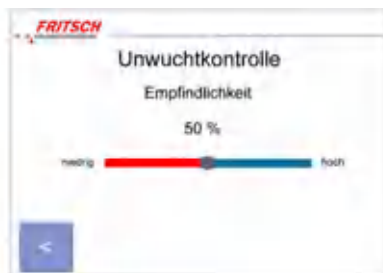 FRITSCH
Unwuchtkontrolle
Empfindlichkeit
50 %
niedrig hoch
<